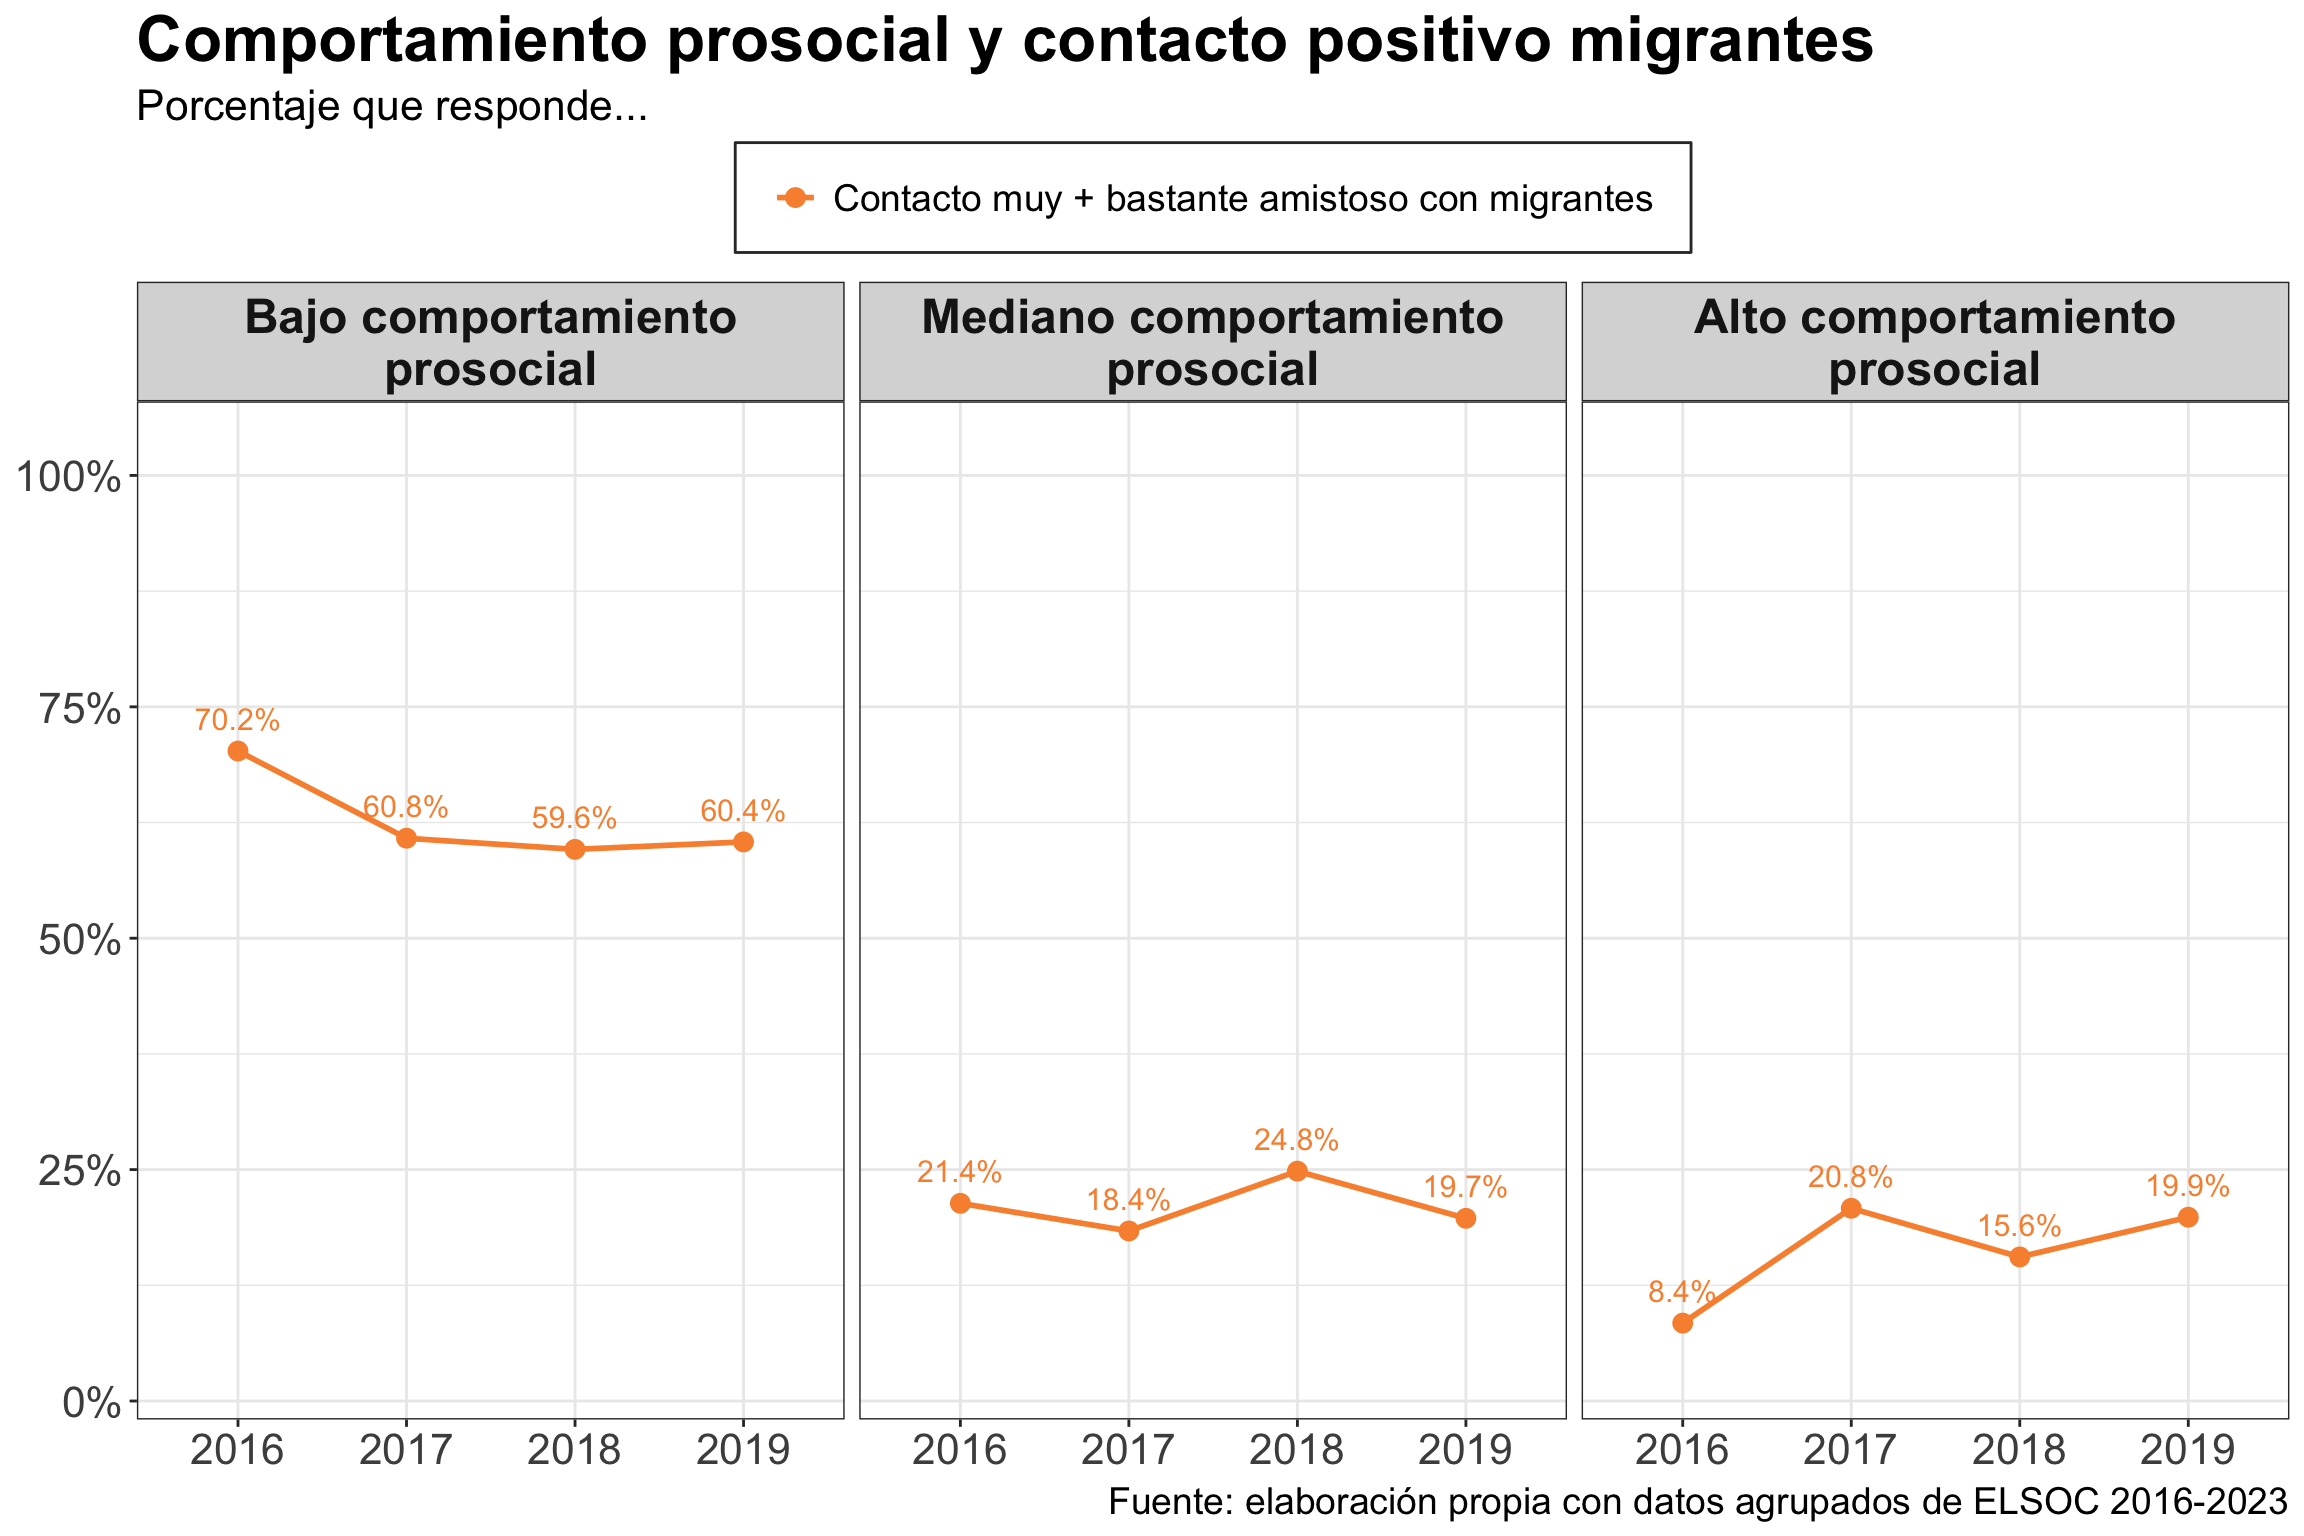 Comportamiento prosocial y contacto positivo migrantes
Porcentaje que responde...
Contacto muy + bastante amistoso con migrantes
Bajo comportamiento
prosocial
Mediano comportamiento
prosocial
Alto comportamiento
prosocial
100%
75%
50%
25%
0%
70.2%
60.8%
59.6%
60.4%
21.4%
18.4%
24.8%
19.7%
8.4%
20.8%
15.6%
19.9%
2016 2017 2018 2019
2016 2017 2018 2019
2016 2017 2018 2019
Fuente: elaboración propia con datos agrupados de ELSOC 2016-2023